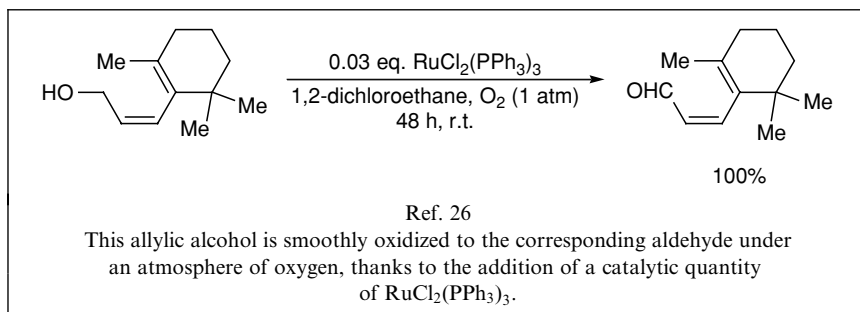 0.03 eq. RuCl₂(PPh₃)₃
1,2-dichloroethane, O₂ (1 atm)
48 h, r.t.
HO
Me
Me
Me
OHC
Me
Me
Me
100%
Ref. 26
This allylic alcohol is smoothly oxidized to the corresponding aldehyde under
an atmosphere of oxygen, thanks to the addition of a catalytic quantity
of RuCl₂(PPh₃)₃.